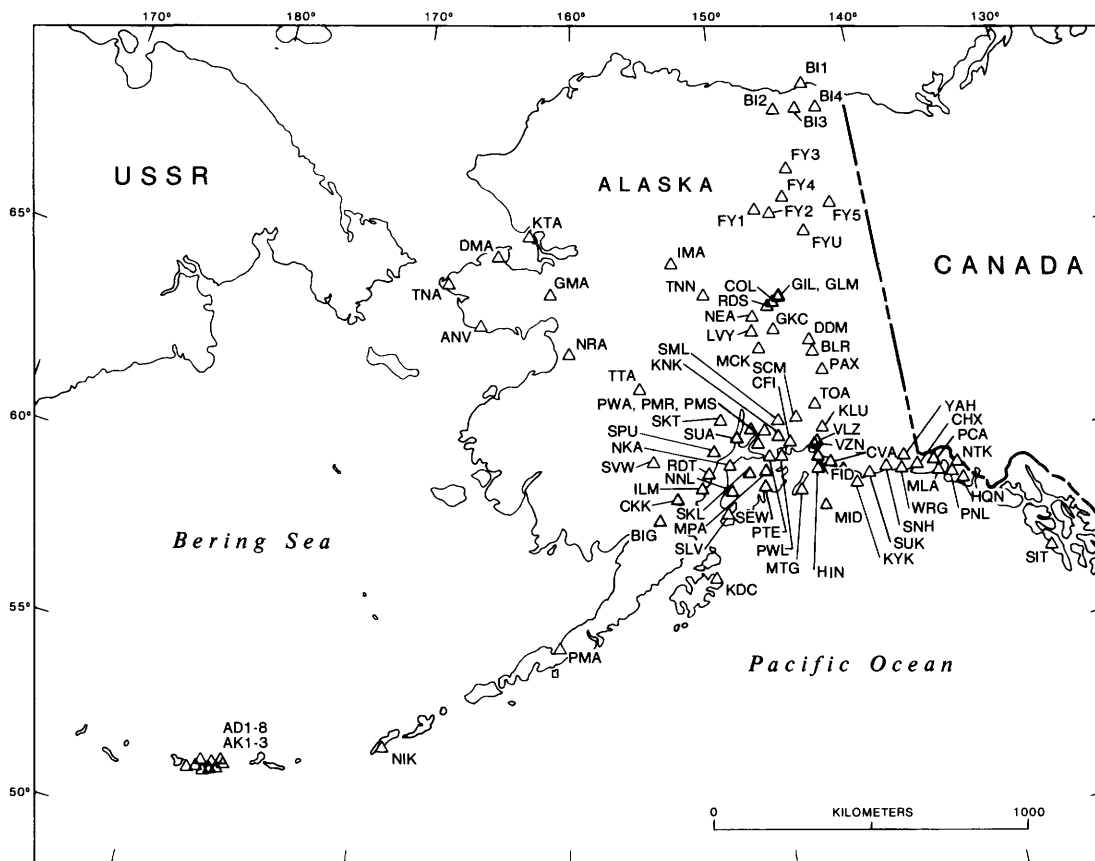 170° 180° 170° 160° 150° 140° 130°
BI1
BI2 BI4
BI3
USSR
FY3
ALASKA
FY4
65°
FY1 FY2 FY5
KTA
FYU
DMA
IMA
CANADA
TNA
GMA
TNN
COL GIL, GLM
RDS
NEA
GKC
ANV
LVY
DDM
NRA
SML
BLR
KNK
MCK
SCM
PAX
TTA
CFI
TOA
60°
PWA, PMR, PMS
KLU
YAH
SKT
CHX
SPU
SUA
VLZ
PCA
NKA
VZN
CVA
NTK
SVW
RDT
FID
NNL
MLA
HQN
ILM
WRG
PNL
CKK
SKL
SNH
MPA
SEW
PTE
MID
SUK
BIG
SLV
PWL
KYK
SIT
Bering Sea
MTG
HIN
KDC
55°
PMA
Pacific Ocean
AD1-8
AK1-3
NIK
50°
0 KILOMETERS 1000